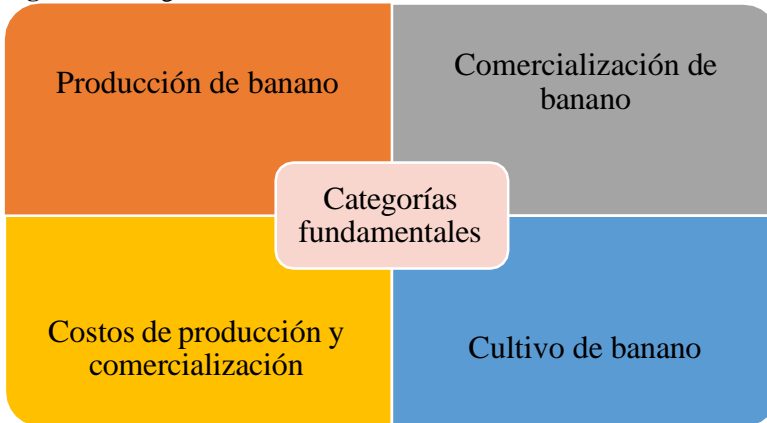 Producción de banano
Comercialización de
banano
Categorías
fundamentales
Costos de producción y
comercialización
Cultivo de banano